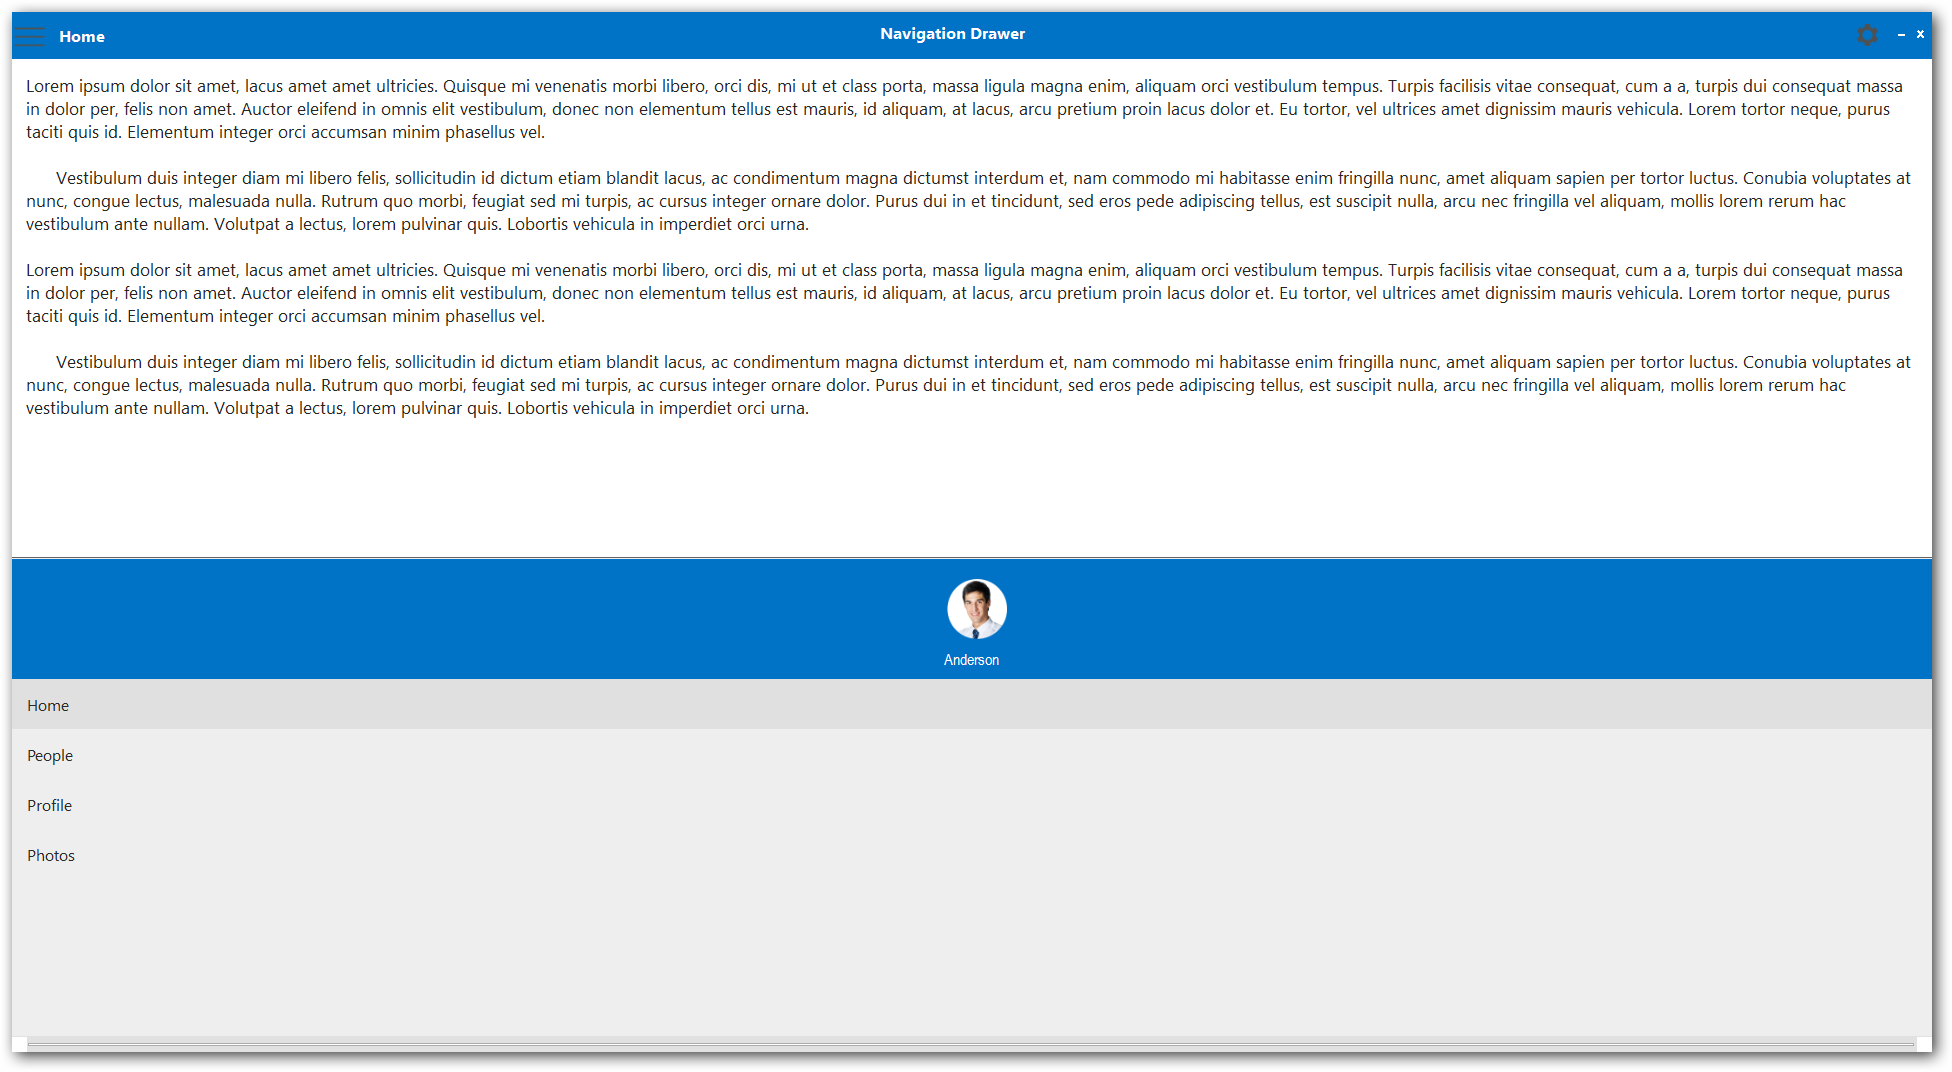 Home
Navigation Drawer
Lorem ipsum dolor sit amet, lacus amet amet ultricies. Quisque mi venenatis morbi libero, orci dis, mi ut et class porta, massa ligula magna enim, aliquam orci vestibulum tempus. Turpis facilisis vitae consequat, cum a a, turpis dui consequat massa
in dolor per, felis non amet. Auctor eleifend in omnis elit vestibulum, donec non elementum tellus est mauris, id aliquam, at lacus, arcu pretium proin lacus dolor et. Eu tortor, vel ultrices amet dignissim mauris vehicula. Lorem tortor neque, purus
taciti quis id. Elementum integer orci accumsan minim phasellus vel.
Vestibulum duis integer diam mi libero felis, sollicitudin id dictum etiam blandit lacus, ac condimentum magna dictumst interdum et, nam commodo mi habitasse enim fringilla nunc, amet aliquam sapien per tortor luctus. Conubia voluptates at
nunc, congue lectus, malesuada nulla. Rutrum quo morbi, feugiat sed mi turpis, ac cursus integer ornare dolor. Purus dui in et tincidunt, sed eros pede adipiscing tellus, est suscipit nulla, arcu nec fringilla vel aliquam, mollis lorem rerum hac
vestibulum ante nullam. Volutpat a lectus, lorem pulvinar quis. Lobortis vehicula in imperdiet orci urna.
Lorem ipsum dolor sit amet, lacus amet amet ultricies. Quisque mi venenatis morbi libero, orci dis, mi ut et class porta, massa ligula magna enim, aliquam orci vestibulum tempus. Turpis facilisis vitae consequat, cum a a, turpis dui consequat massa
in dolor per, felis non amet. Auctor eleifend in omnis elit vestibulum, donec non elementum tellus est mauris, id aliquam, at lacus, arcu pretium proin lacus dolor et. Eu tortor, vel ultrices amet dignissim mauris vehicula. Lorem tortor neque, purus
taciti quis id. Elementum integer orci accumsan minim phasellus vel.
Vestibulum duis integer diam mi libero felis, sollicitudin id dictum etiam blandit lacus, ac condimentum magna dictumst interdum et, nam commodo mi habitasse enim fringilla nunc, amet aliquam sapien per tortor luctus. Conubia voluptates at
nunc, congue lectus, malesuada nulla. Rutrum quo morbi, feugiat sed mi turpis, ac cursus integer ornare dolor. Purus dui in et tincidunt, sed eros pede adipiscing tellus, est suscipit nulla, arcu nec fringilla vel aliquam, mollis lorem rerum hac
vestibulum ante nullam. Volutpat a lectus, lorem pulvinar quis. Lobortis vehicula in imperdiet orci urna.
Anderson
Home
People
Profile
Photos